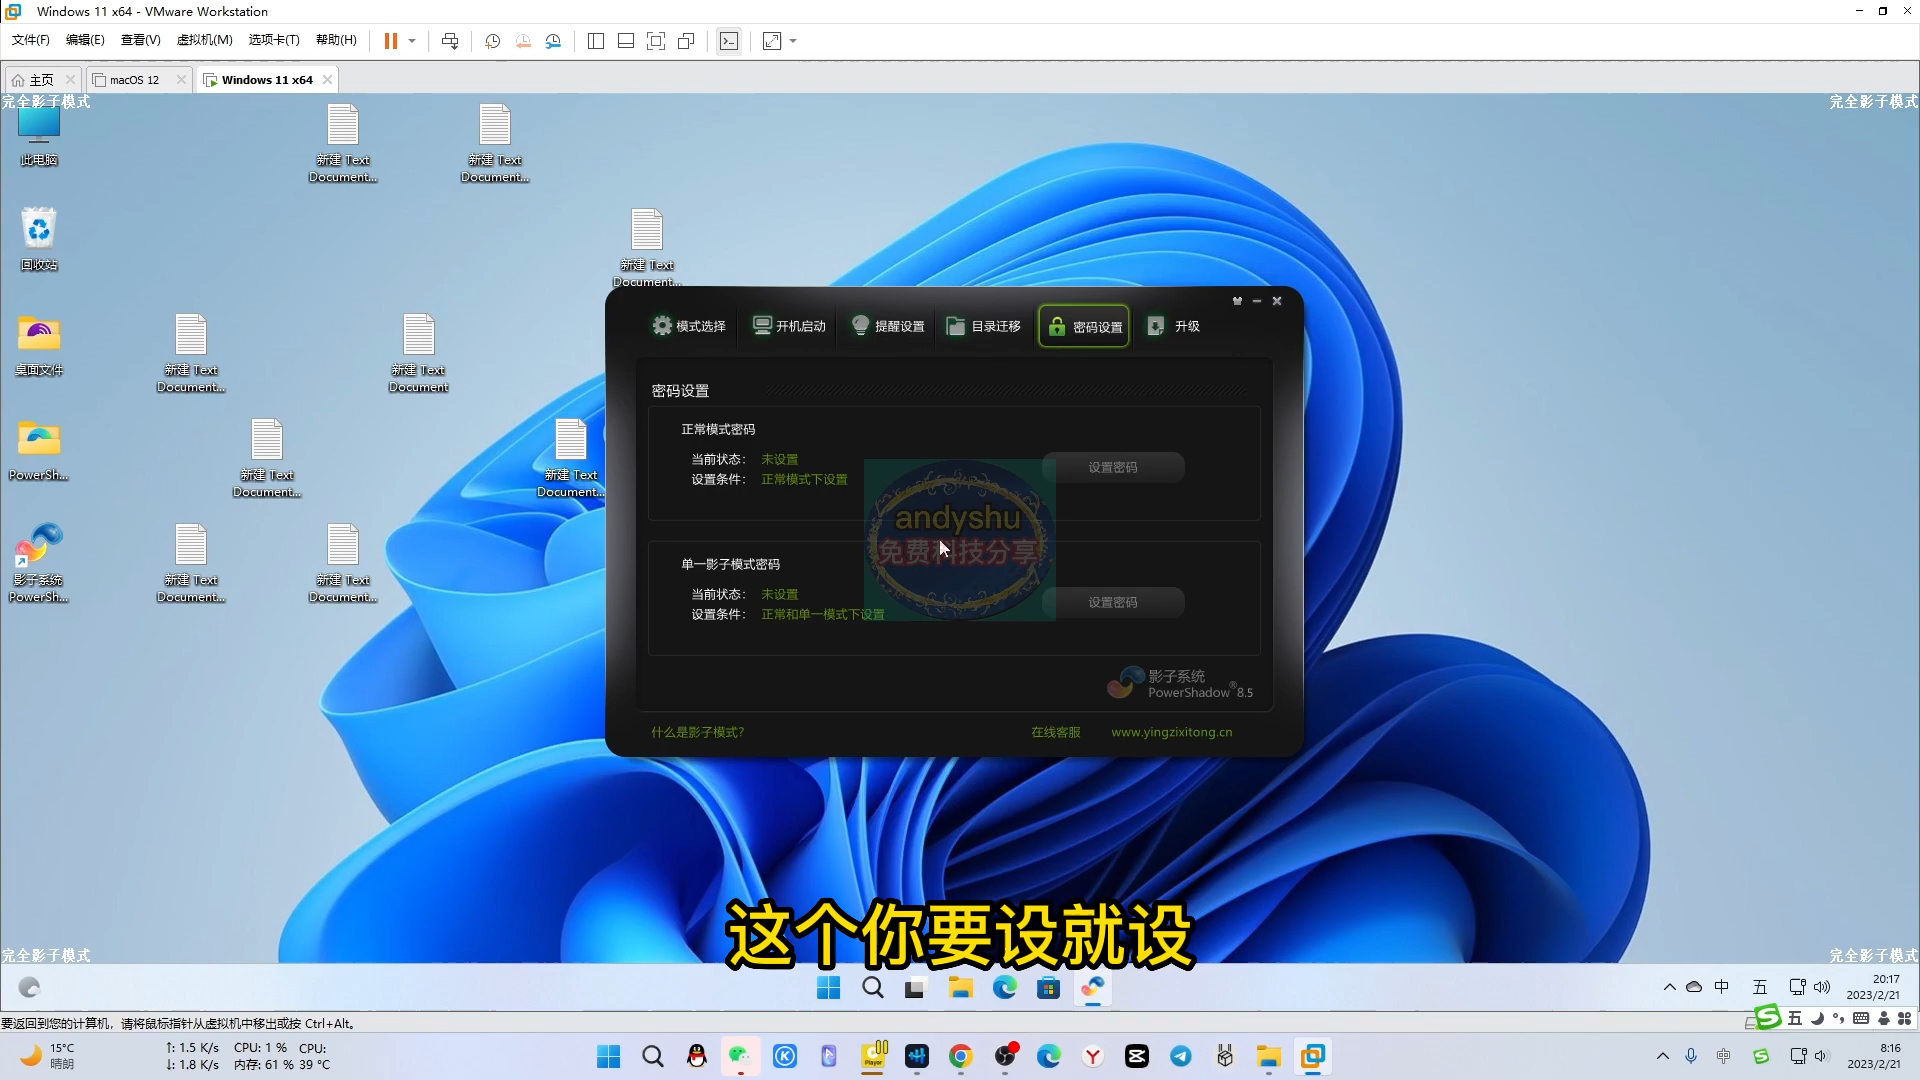 Windows 11 x64 - VMware Workstation
文件(F) 编辑(E) 查看(V) 虚拟机(M) 选项卡(T) 帮助(H)
主页 macOS 12 Windows 11 x64
完全影子模式 完全影子模式
此电脑
新建 Text Document...
新建 Text Document...
回收站
新建 Text Document...
桌面文件
新建 Text Document...
新建 Text Document
PowerSh...
新建 Text Document...
新建 Text Document...
影子系统 PowerSh...
新建 Text Document...
新建 Text Document...
模式选择 开机启动 提醒设置 目录迁移 密码设置 升级
密码设置
正常模式密码
当前状态： 未设置
设置条件： 正常模式下设置
设置密码
andyshu
免费科技分享
单一影子模式密码
当前状态： 未设置
设置条件： 正常和单一模式下设置
设置密码
影子系统
PowerShadow® 8.5
什么是影子模式? 在线客服 www.yingzixitong.cn
这个你要设就设
完全影子模式 完全影子模式
中 五 20:17
2023/2/21
要返回到您的计算机，请将鼠标指针从虚拟机中移出或按 Ctrl+Alt。
五
15°C
晴朗
↑: 1.5 K/s CPU: 1 % CPU:
↓: 1.8 K/s 内存: 61 % 39 °C
Player
中 8:16
2023/2/21